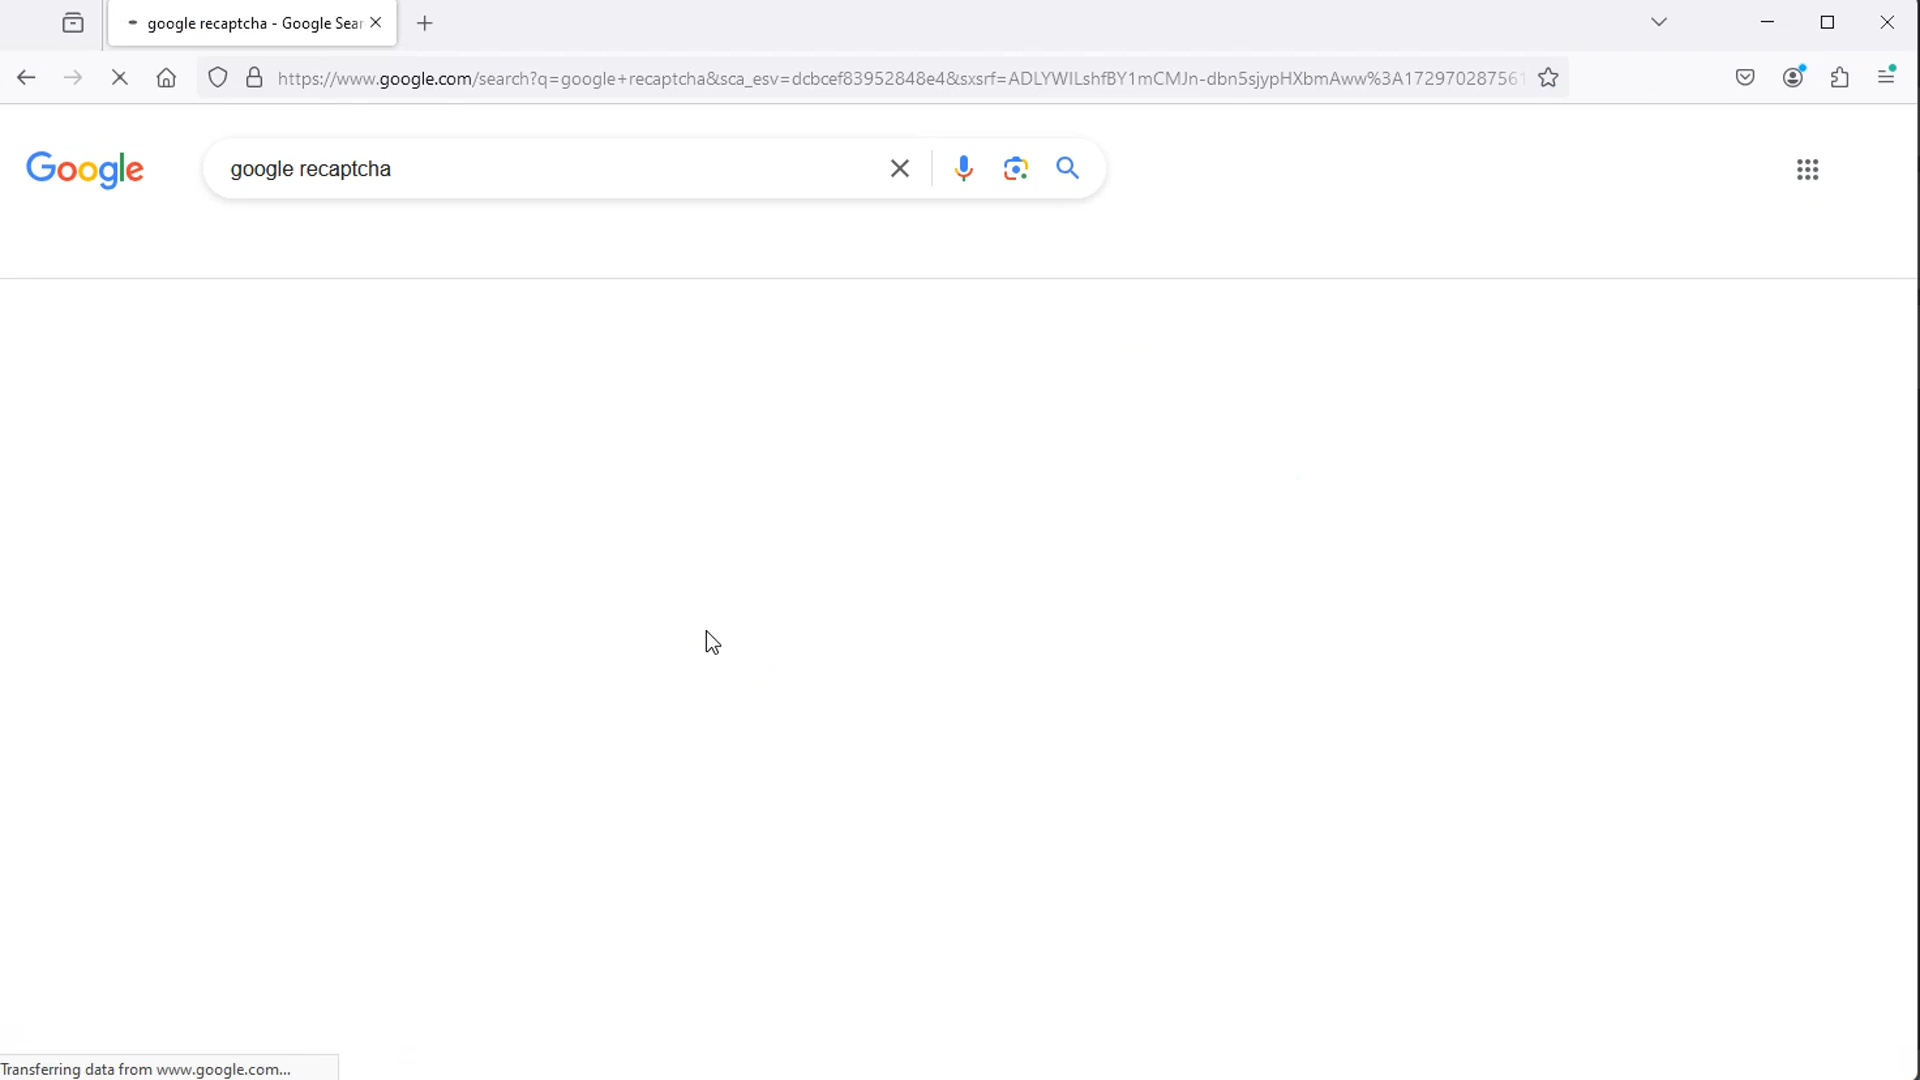 google recaptcha - Google Sear
https://www.google.com/search?q=google+recaptcha&sca_esv=dcbcef83952848e4&sxsrf=ADLYWILshfBY1mCMJn-dbn5sjypHXbmAww%3A172970287561
Google
google recaptcha
Transferring data from www.google.com...